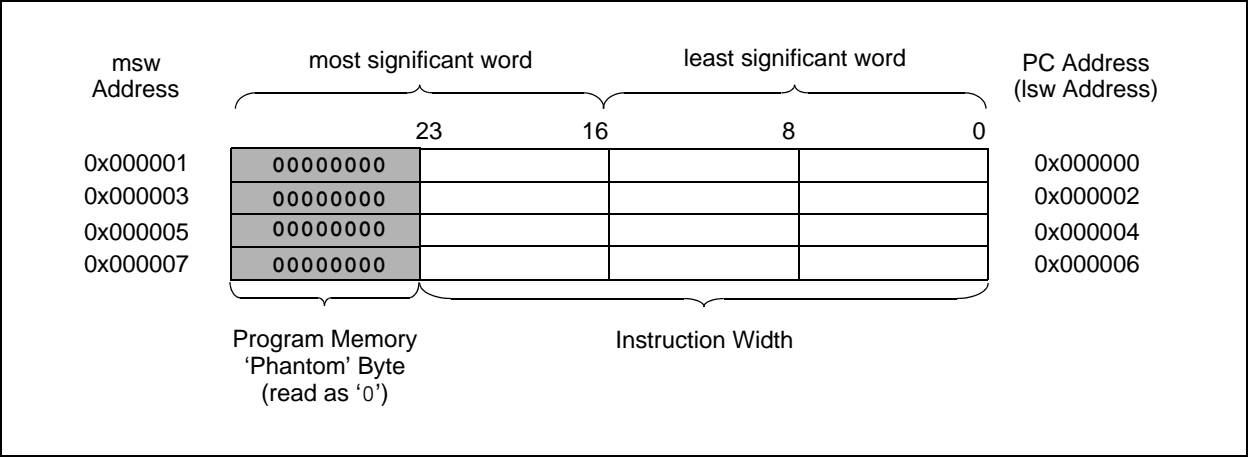 msw
Address
most significant word
least significant word
PC Address
(lsw Address)
23
16
8
0
0x000001
00000000
0x000000
0x000003
00000000
0x000002
0x000005
00000000
0x000004
0x000007
00000000
0x000006
Program Memory
‘Phantom’ Byte
(read as ‘0’)
Instruction Width